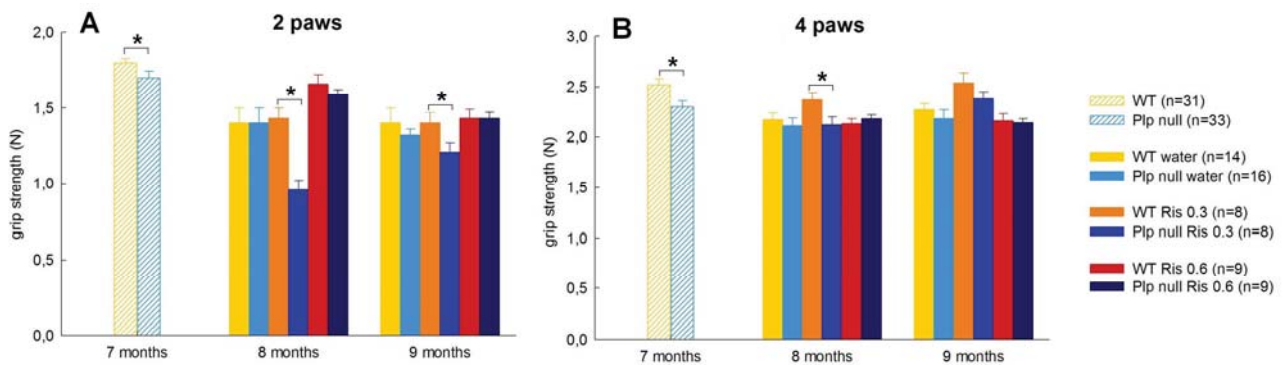 A
2 paws
grip strength (N)
2,0
1,5
1,0
0,5
0,0
*
*
*
7 months
8 months
9 months
B
4 paws
grip strength (N)
3,0
2,5
2,0
1,5
1,0
0,5
0,0
*
*
7 months
8 months
9 months
WT (n=31)
Plp null (n=33)
WT water (n=14)
Plp null water (n=16)
WT Ris 0.3 (n=8)
Plp null Ris 0.3 (n=8)
WT Ris 0.6 (n=9)
Plp null Ris 0.6 (n=9)